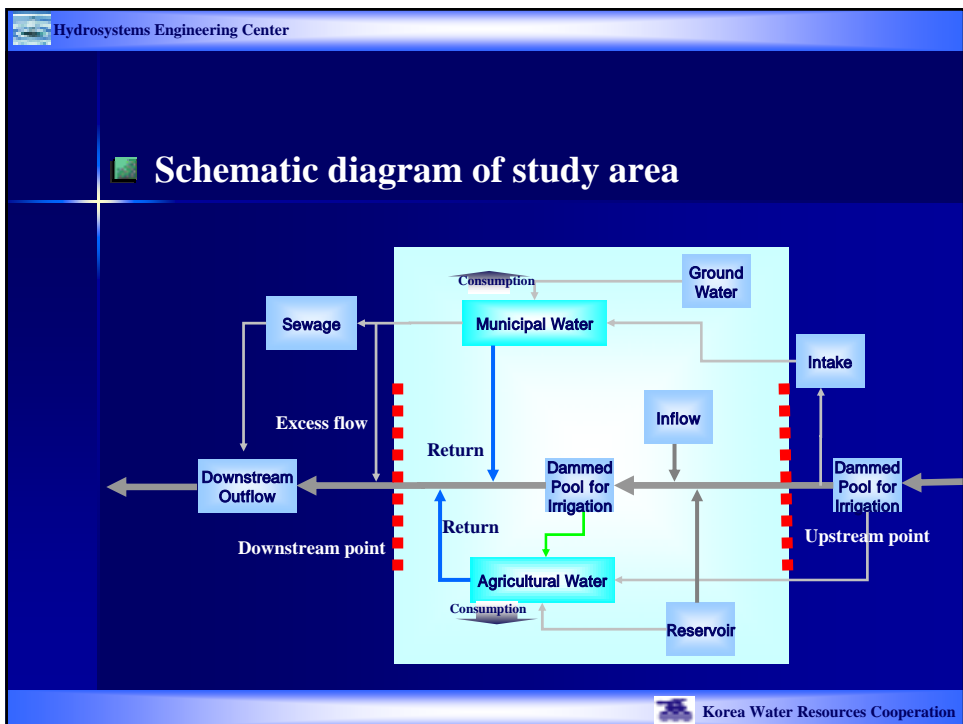 Hydrosystems Engineering Center
Schematic diagram of study area
Consumption
Ground
Water
Sewage
Municipal Water
Intake
Excess flow
Inflow
Return
Downstream
Outflow
Dammed
Pool for
Irrigation
Dammed
Pool for
Irrigation
Return
Upstream point
Downstream point
Agricultural Water
Consumption
Reservoir
Korea Water Resources Cooperation